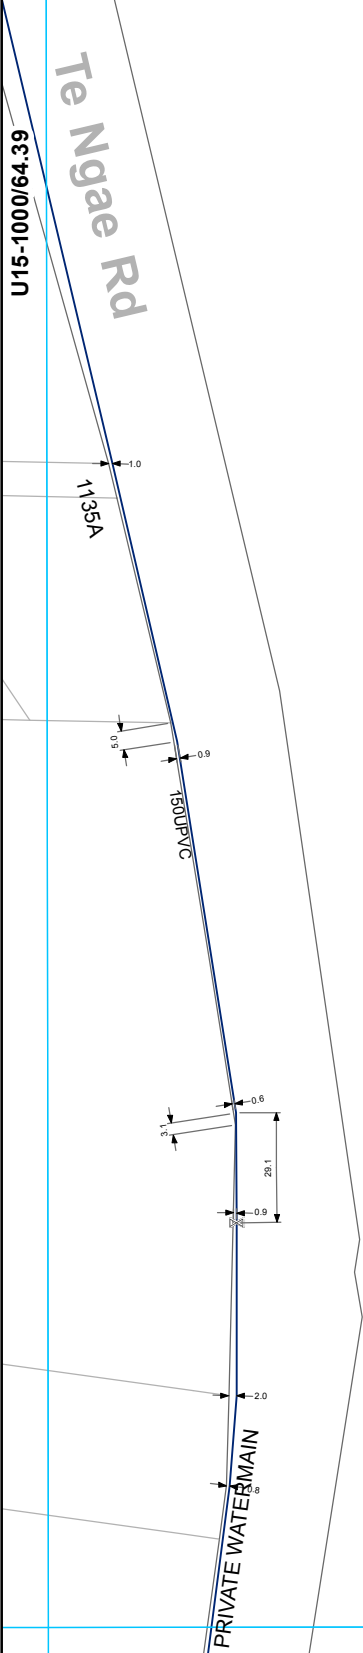 Te Ngae Rd
U15-1000/64.39
1.0
1135A
5.0
0.9
150UPVC
0.6
3.1
29.1
0.9
2.0
0.8
PRIVATE WATERMAIN